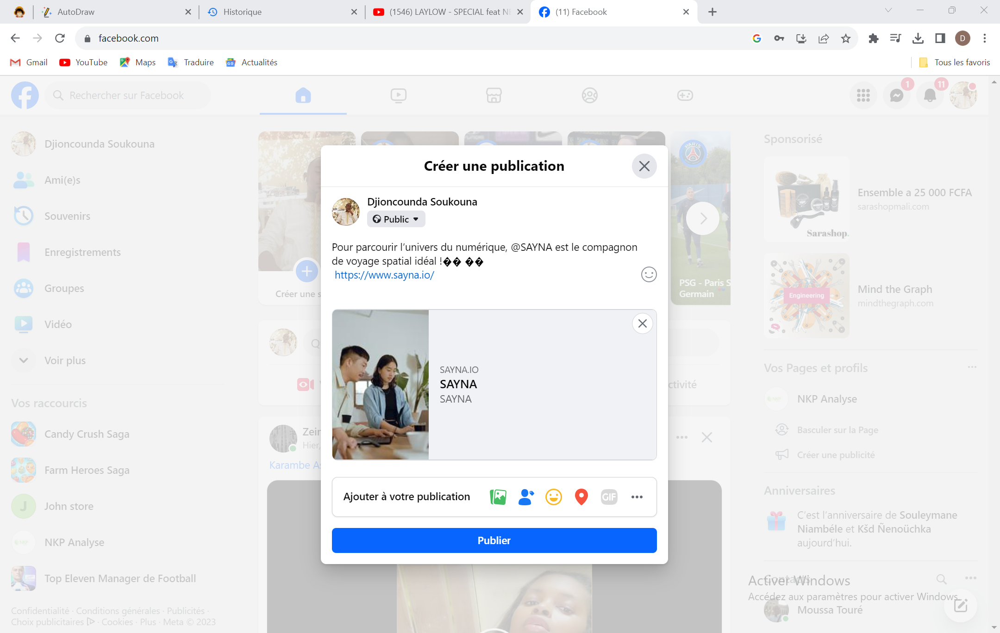 AutoDraw
Historique
(1546) LAYLOW - SPECIAL feat
(11) Facebook
facebook.com
D
Gmail
YouTube
Maps
Traduire
Actualités
Tous les favoris
Rechercher sur Facebook
1
11
Djioncounda Soukouna
Ami(e)s
Souvenirs
Enregistrements
Groupes
Vidéo
Voir plus
Vos raccourcis
Candy Crush Saga
Farm Heroes Saga
J
John store
NKP Analyse
Top Eleven Manager de Football
Confidentialité · Conditions générales · Publicités ·
Choix publicitaires · Cookies · Plus · Meta © 2023
Créer une
PARIS
PSG - Paris S
Germain
ctivité
Zeir
Hier,
Karambe
Créer une publication
Djioncounda Soukouna
Public
Pour parcourir l’univers du numérique, @SAYNA est le compagnon
de voyage spatial idéal !�� ��
https://www.sayna.io/
SAYNA.IO
SAYNA
SAYNA
Ajouter à votre publication
GIF
Publier
Sponsorisé
Sarashop.
Ensemble a 25 000 FCFA
sarashopmali.com
Engineering
Mind the Graph
mindthegraph.com
Vos Pages et profils
NKP Analyse
Basculer sur la Page
Créer une publicité
Anniversaires
C’est l’anniversaire de Souleymane
Niambéle et Kšd Ñenoüchka
aujourd’hui.
Contacts
Activer Windows
Accédez aux paramètres pour activer Windows.
Moussa Touré